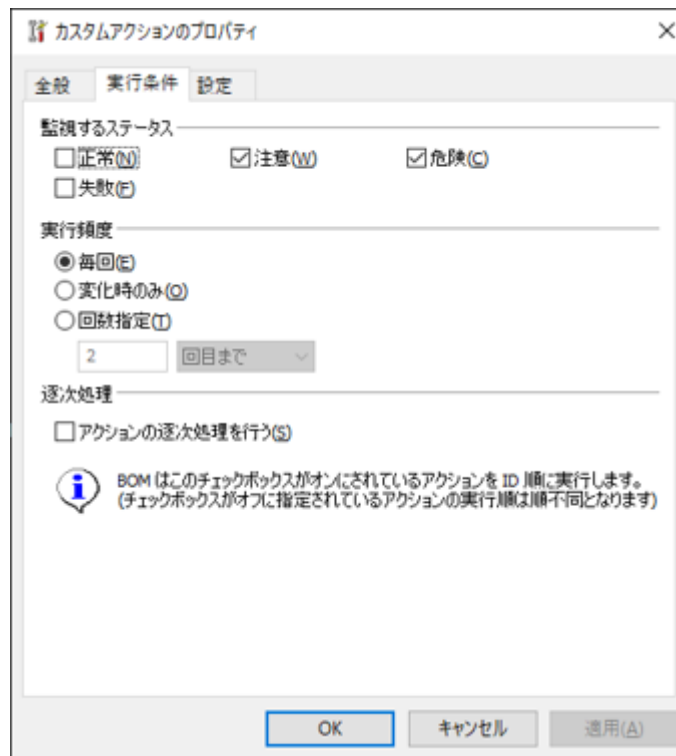 カスタムアクションのプロパティ
全般 実行条件 設定
監視するステータス
正常(N) 注意(W) 危険(C)
失敗(F)
実行頻度
毎回(E)
変化時のみ(O)
回数指定(T)
2 回目まで
逐次処理
アクションの逐次処理を行う(S)
BOM はこのチェックボックスがオンにされているアクションを ID 順に実行します。
(チェックボックスがオフに指定されているアクションの実行順は順不同となります)
OK キャンセル 適用(A)